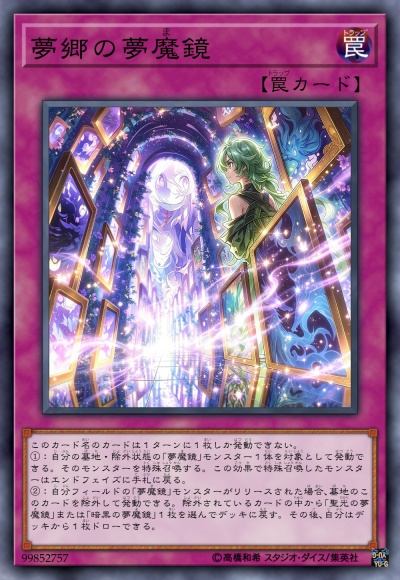 夢郷の夢魔鏡
罠
【罠カード】
このカード名のカードは１ターンに１枚しか発動できない。
①：自分の墓地・除外状態の「夢魔鏡」モンスター１体を対象として発動
できる。そのモンスターを特殊召喚する。この効果で特殊召喚したモンスタ
ーはエンドフェイズに手札に戻る。
②：自分フィールドの「夢魔鏡」モンスターがリリースされた場合、墓地のこ
のカードを除外して発動できる。除外されているカードの中から「聖光の夢
魔鏡」または「暗黒の夢魔鏡」１枚を選んでデッキに戻す。その後、自分はデ
ッキから１枚ドローできる。
99852757
©高橋和希 スタジオ・ダイス/集英社